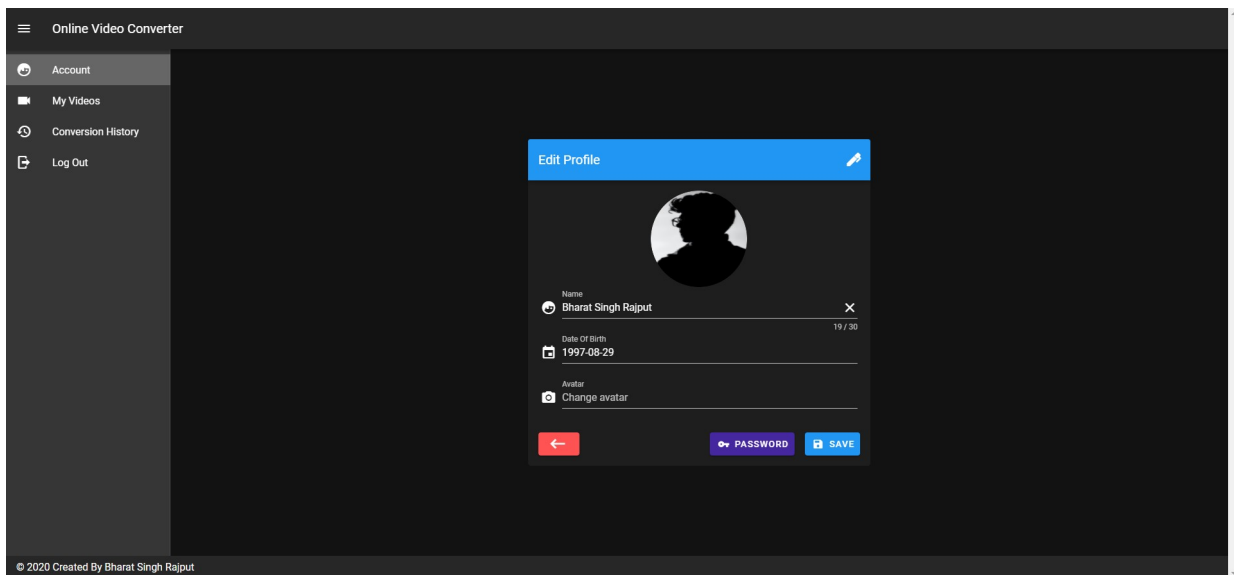 Online Video Converter
Account
My Videos
Conversion History
Log Out
Edit Profile
Name
Bharat Singh Rajput
19 / 30
Date Of Birth
1997-08-29
Avatar
Change avatar
PASSWORD
SAVE
© 2020 Created By Bharat Singh Rajput